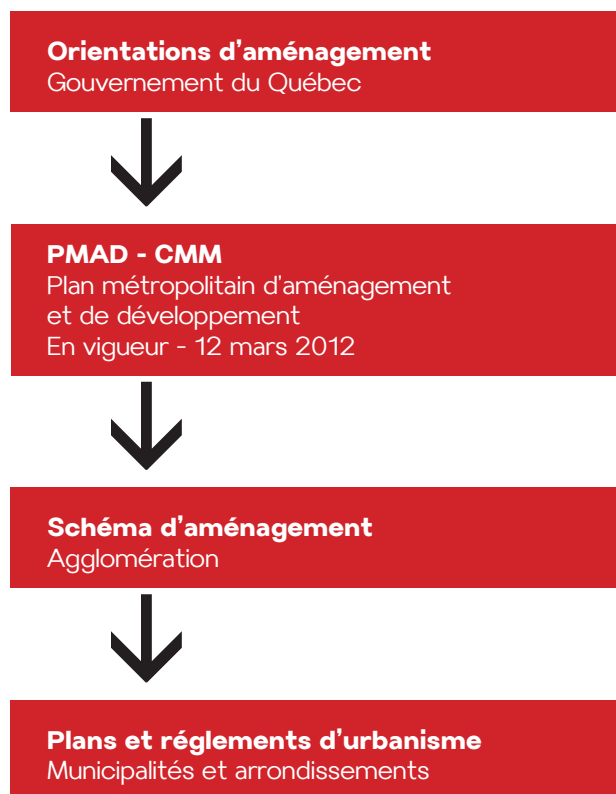 Orientations d'aménagement
Gouvernement du Québec
PMAD - CMM
Plan métropolitain d'aménagement
et de développement
En vigueur - 12 mars 2012
Schéma d'aménagement
Agglomération
Plans et réglements d'urbanisme
Municipalités et arrondissements